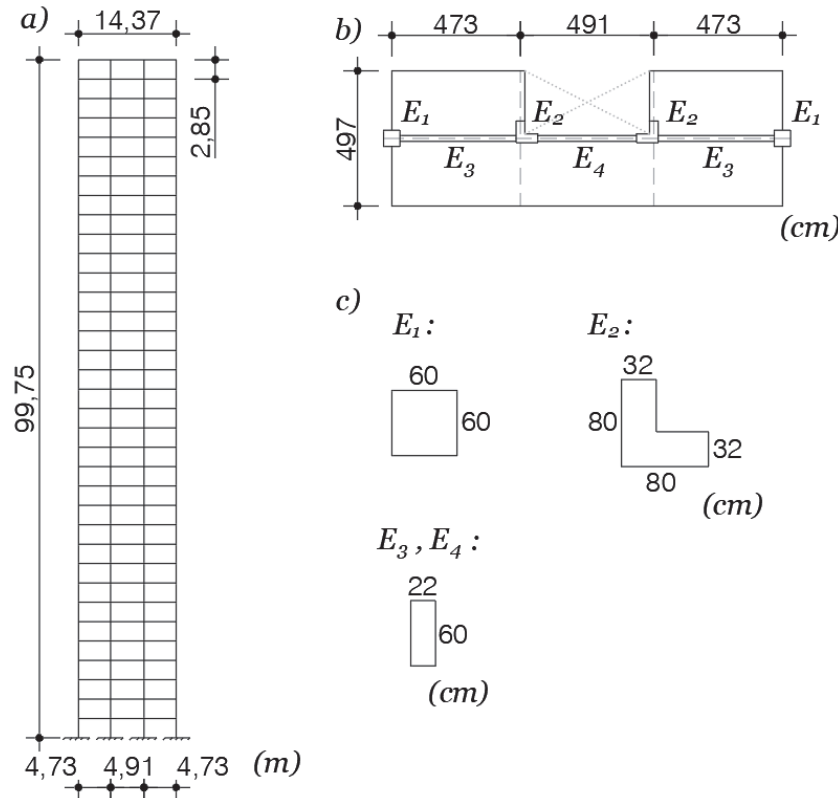 a)
14,37
2,85
99,75
4,73 4,91 4,73 (m)
b)
473 491 473
497
E₁ E₂ E₂ E₁
E₃ E₄ E₃
(cm)
c)
E₁ : E₂ :
60
60
32
80
32
80
(cm)
E₃ , E₄ :
22
60
(cm)